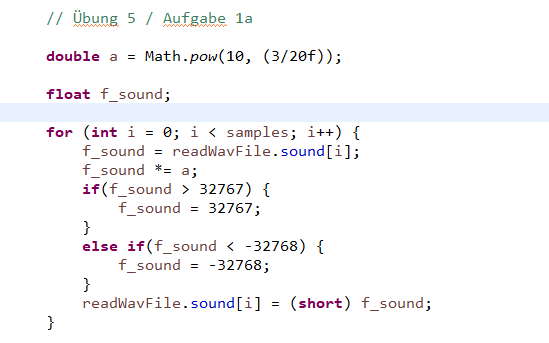 // Übung 5 / Aufgabe 1a
double a = Math.pow(10, (3/20f));
float f_sound;
for (int i = 0; i < samples; i++) {
f_sound = readWavFile.sound[i];
f_sound *= a;
if(f_sound > 32767) {
f_sound = 32767;
}
else if(f_sound < -32768) {
f_sound = -32768;
}
readWavFile.sound[i] = (short) f_sound;
}